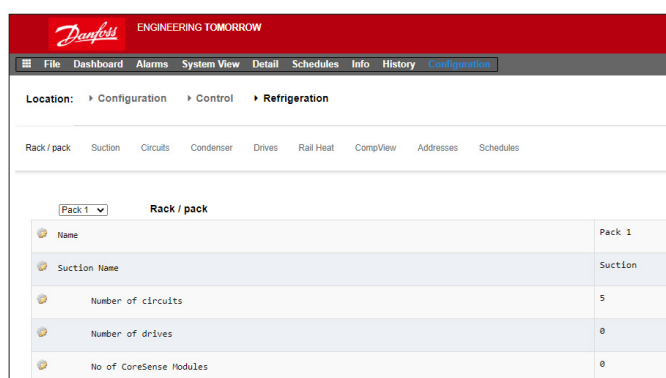 Danfoss ENGINEERING TOMORROW
File Dashboard Alarms System View Detail Schedules Info History Configuration
Location: Configuration Control Refrigeration
Rack / pack Suction Circuits Condenser Drives Rail Heat CompView Addresses Schedules
Pack 1 Rack / pack
Name Pack 1
Suction Name Suction
Number of circuits 5
Number of drives 0
No of CoreSense Modules 0